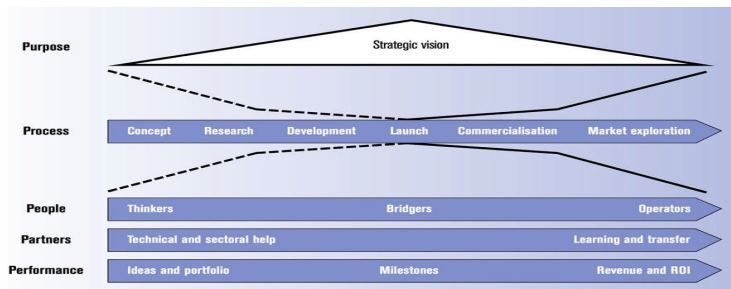 Purpose
Strategic vision
Process
Concept Research Development Launch Commercialisation Market exploration
People
Thinkers Bridgers Operators
Partners
Technical and sectoral help Learning and transfer
Performance
Ideas and portfolio Milestones Revenue and ROI